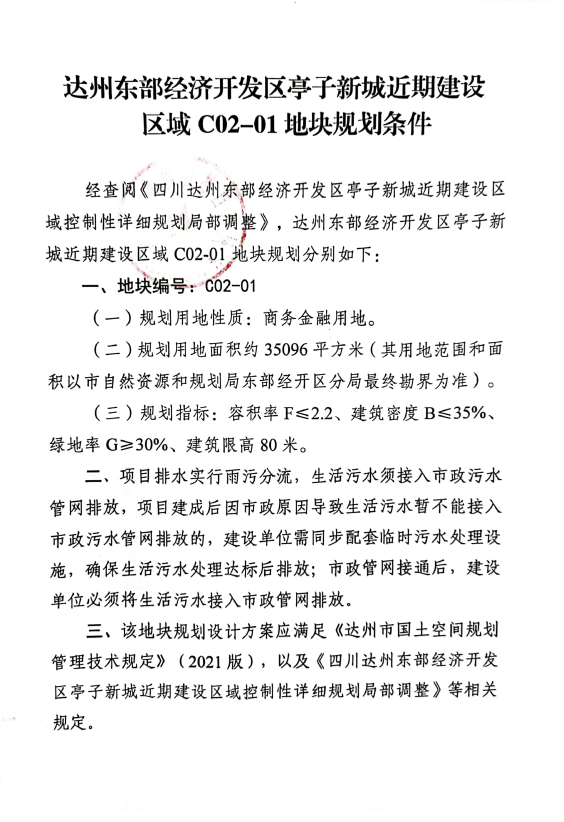 达州东部经济开发区亭子新城近期建设
区域 C02-01 地块规划条件
经查阅《四川达州东部经济开发区亭子新城近期建设区
域控制性详细规划局部调整》，达州东部经济开发区亭子新
城近期建设区域 C02-01 地块规划分别如下：
一、地块编号：C02-01
（一）规划用地性质：商务金融用地。
（二）规划用地面积约 35096 平方米（其用地范围和面
积以市自然资源和规划局东部经开区分局最终勘界为准）。
（三）规划指标：容积率 F≤2.2、建筑密度 B≤35%、
绿地率 G≥30%、建筑限高 80 米。
二、项目排水实行雨污分流，生活污水须接入市政污水
管网排放，项目建成后因市政原因导致生活污水暂不能接入
市政污水管网排放的，建设单位需同步配套临时污水处理设
施，确保生活污水处理达标后排放；市政管网接通后，建设
单位必须将生活污水接入市政管网排放。
三、该地块规划设计方案应满足《达州市国土空间规划
管理技术规定》（2021 版），以及《四川达州东部经济开发
区亭子新城近期建设区域控制性详细规划局部调整》等相关
规定。